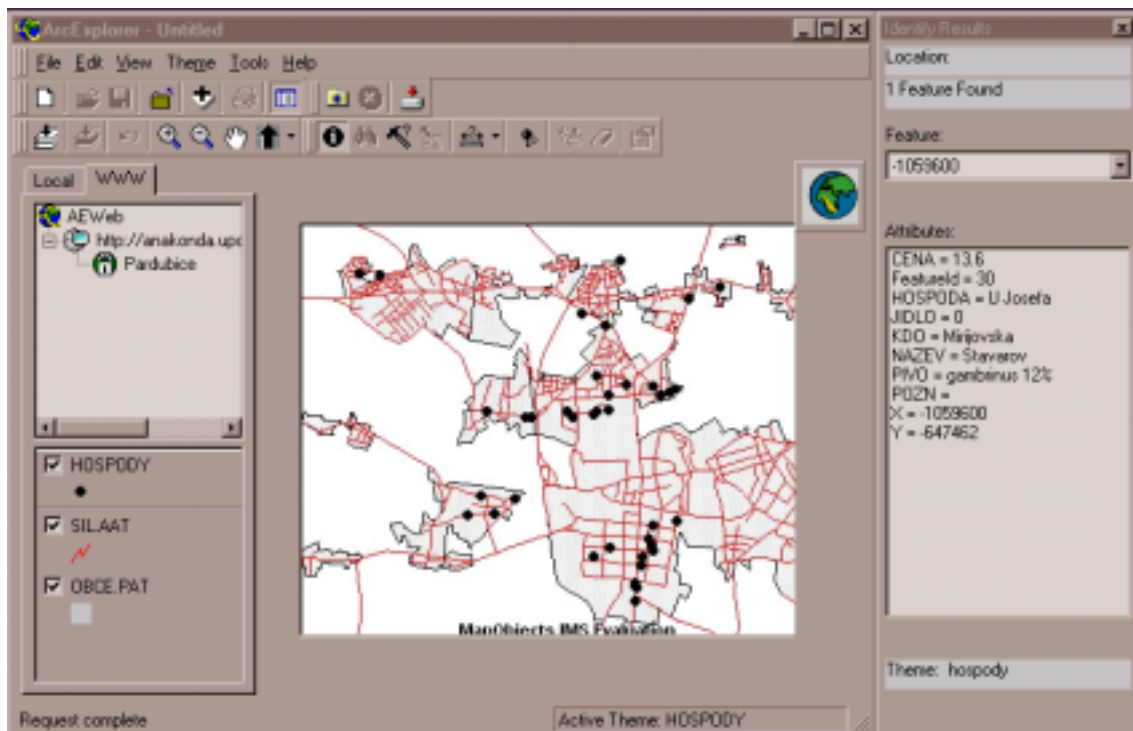 ArcExplorer - Untitled
File Edit View Theme Tools Help
Local WWW
AEWeb
http://anakonda.upc
Pardubice
HOSPODY
SIL.AAT
OBCE.PAT
MapObjects IMS Evaluation
Request complete
Active Theme: HOSPODY
Identify Results
Location:
1 Feature Found
Feature:
-1059600
Attributes:
CENA = 13.6
FeatureId = 30
HOSPODA = U Josefa
JIDLO = 0
KDO = Mirijovska
NAZEV = Stavarov
PIVO = gambrinus 12%
POZN =
X = -1059600
Y = -647462
Theme: hospody